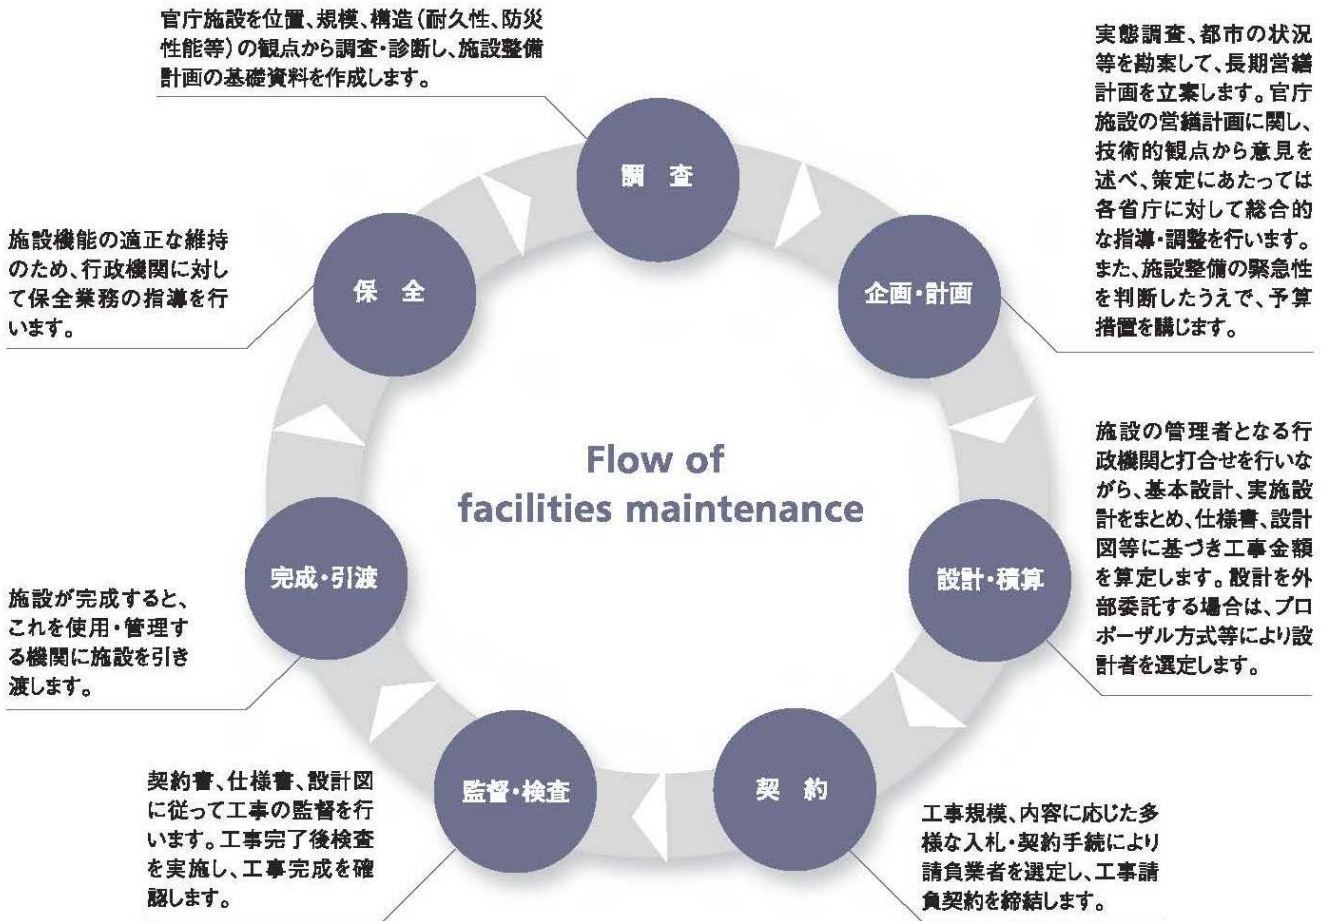 官庁施設を位置、規模、構造(耐久性、防災
性能等)の観点から調査・診断し、施設整備
計画の基礎資料を作成します。
調 査
実態調査、都市の状況
等を勘案して、長期営繕
計画を立案します。官庁
施設の営繕計画に関し、
技術的観点から意見を
述べ、策定にあたっては
各省庁に対して総合的
な指導・調整を行います。
また、施設整備の緊急性
を判断したうえで、予算
措置を講じます。
企画・計画
施設の管理者となる行
政機関と打合せを行いな
がら、基本設計、実施設
計をまとめ、仕様書、設計
図等に基づき工事金額
を算定します。設計を外
部委託する場合は、プロ
ポーザル方式等により設
計者を選定します。
設計・積算
契 約
工事規模、内容に応じた多
様な入札・契約手続により
請負業者を選定し、工事請
負契約を締結します。
監督・検査
契約書、仕様書、設計図
に従って工事の監督を行
います。工事完了後検査
を実施し、工事完成を確
認します。
完成・引渡
施設が完成すると、
これを使用・管理す
る機関に施設を引き
渡します。
保 全
施設機能の適正な維持
のため、行政機関に対し
て保全業務の指導を行
います。
Flow of
facilities maintenance